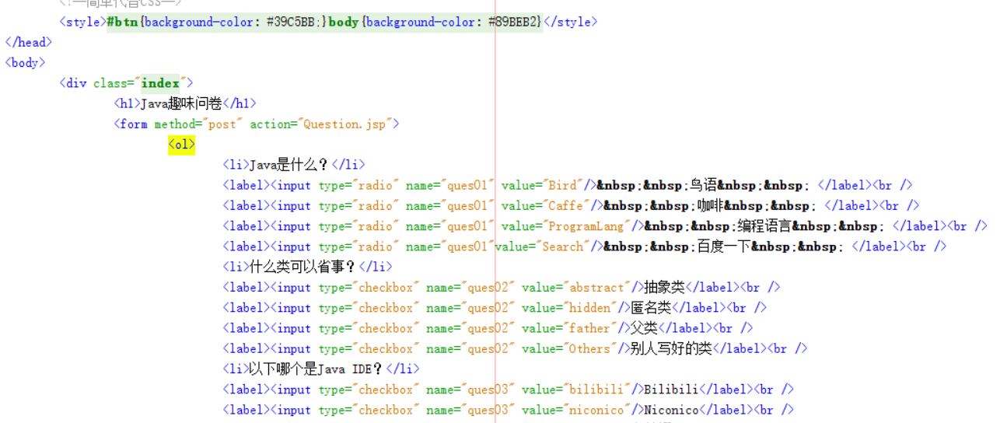 <!--简单代替CSS-->
<style>#btn{background-color: #39C5BB;}body{background-color: #89BEB2}</style>
</head>
<body>
<div class="index">
<h1>Java趣味问卷</h1>
<form method="post" action="Question.jsp">
<ol>
<li>Java是什么？</li>
<label><input type="radio" name="ques01" value="Bird"/>&nbsp;&nbsp;鸟语&nbsp;&nbsp; </label><br />
<label><input type="radio" name="ques01" value="Caffe"/>&nbsp;&nbsp;咖啡&nbsp;&nbsp; </label><br />
<label><input type="radio" name="ques01" value="ProgramLang"/>&nbsp;&nbsp;编程语言&nbsp;&nbsp; </label><br />
<label><input type="radio" name="ques01"value="Search"/>&nbsp;&nbsp;百度一下&nbsp;&nbsp; </label><br />
<li>什么类可以省事？</li>
<label><input type="checkbox" name="ques02" value="abstract"/>抽象类</label><br />
<label><input type="checkbox" name="ques02" value="hidden"/>匿名类</label><br />
<label><input type="checkbox" name="ques02" value="father"/>父类</label><br />
<label><input type="checkbox" name="ques02" value="Others"/>别人写好的类</label><br />
<li>以下哪个是Java IDE？</li>
<label><input type="checkbox" name="ques03" value="bilibili"/>Bilibili</label><br />
<label><input type="checkbox" name="ques03" value="niconico"/>Niconico</label><br />